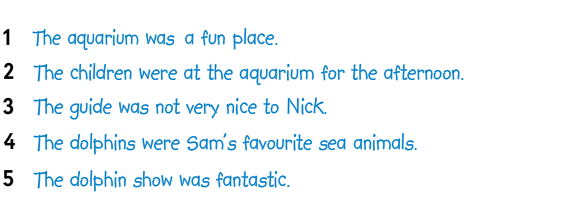 1 The aquarium was a fun place.
2 The children were at the aquarium for the afternoon.
3 The guide was not very nice to Nick.
4 The dolphins were Sam's favourite sea animals.
5 The dolphin show was fantastic.